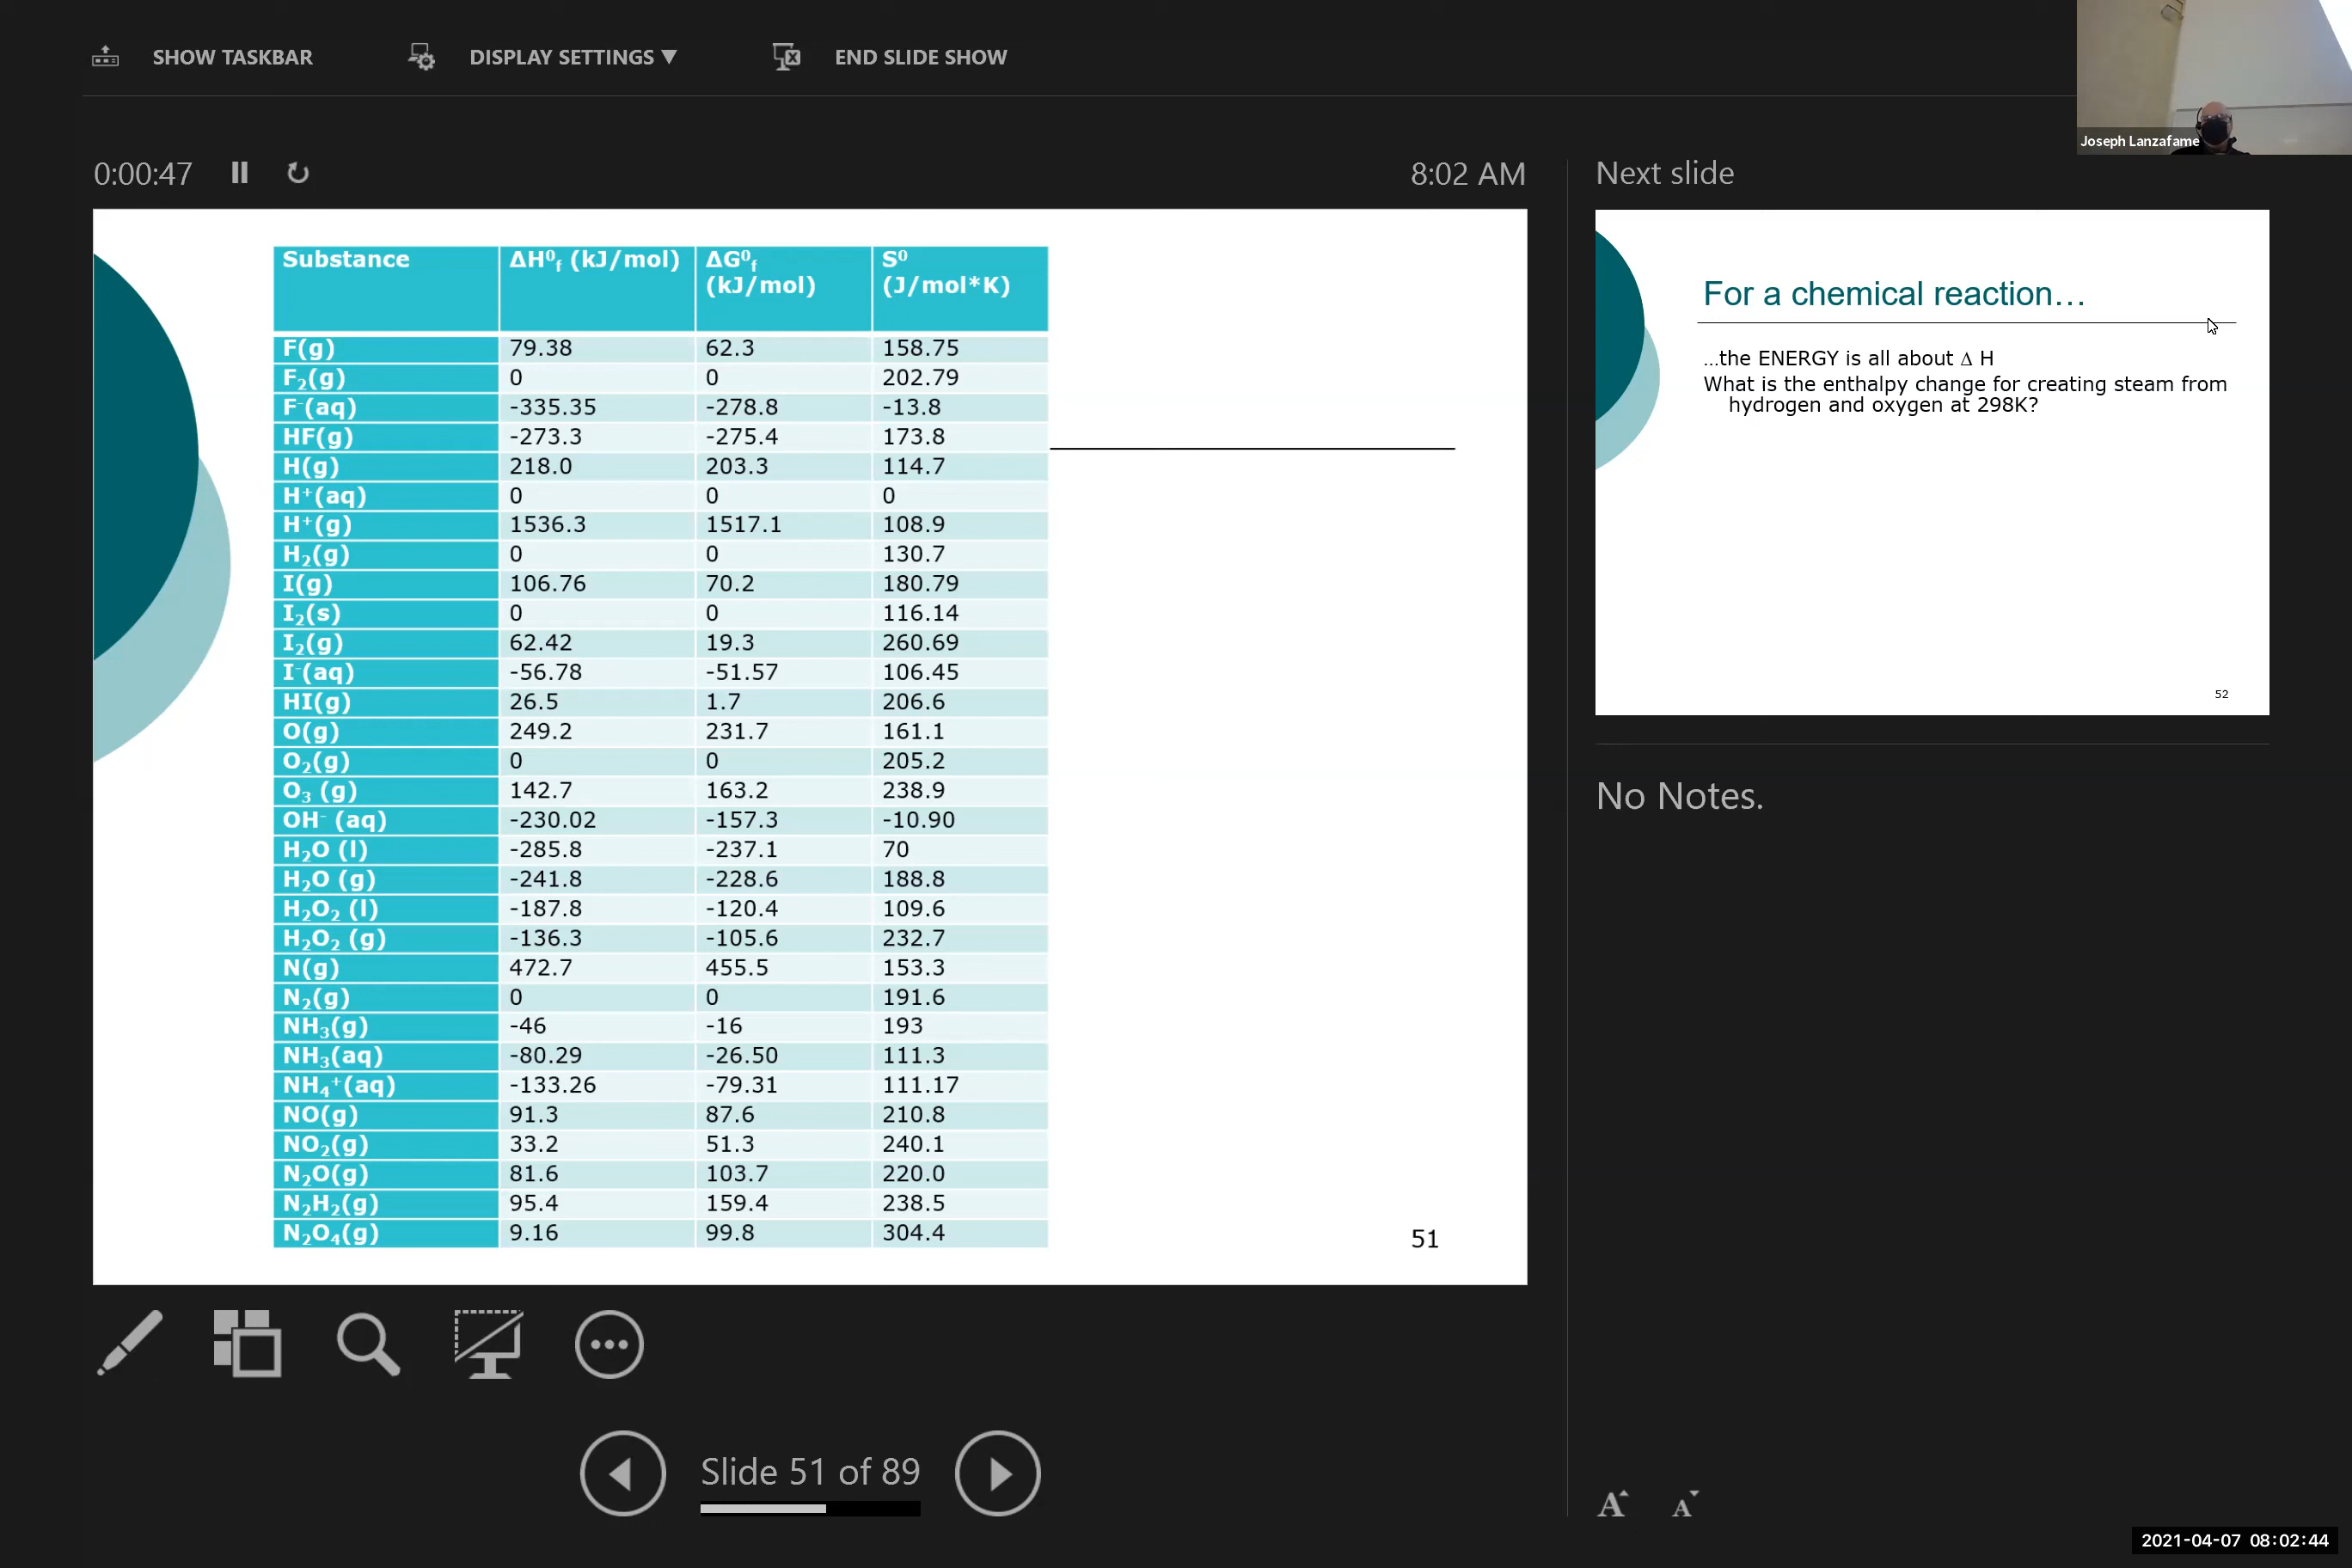 SHOW TASKBAR DISPLAY SETTINGS ▼ END SLIDE SHOW
Joseph Lanzafame
0:00:47 8:02 AM
Substance ΔH⁰f (kJ/mol) ΔG⁰f (kJ/mol) S⁰ (J/mol*K)
F(g) 79.38 62.3 158.75
F₂(g) 0 0 202.79
F⁻(aq) -335.35 -278.8 -13.8
HF(g) -273.3 -275.4 173.8
H(g) 218.0 203.3 114.7
H⁺(aq) 0 0 0
H⁺(g) 1536.3 1517.1 108.9
H₂(g) 0 0 130.7
I(g) 106.76 70.2 180.79
I₂(s) 0 0 116.14
I₂(g) 62.42 19.3 260.69
I⁻(aq) -56.78 -51.57 106.45
HI(g) 26.5 1.7 206.6
O(g) 249.2 231.7 161.1
O₂(g) 0 0 205.2
O₃ (g) 142.7 163.2 238.9
OH⁻ (aq) -230.02 -157.3 -10.90
H₂O (l) -285.8 -237.1 70
H₂O (g) -241.8 -228.6 188.8
H₂O₂ (l) -187.8 -120.4 109.6
H₂O₂ (g) -136.3 -105.6 232.7
N(g) 472.7 455.5 153.3
N₂(g) 0 0 191.6
NH₃(g) -46 -16 193
NH₃(aq) -80.29 -26.50 111.3
NH₄⁺(aq) -133.26 -79.31 111.17
NO(g) 91.3 87.6 210.8
NO₂(g) 33.2 51.3 240.1
N₂O(g) 81.6 103.7 220.0
N₂H₂(g) 95.4 159.4 238.5
N₂O₄(g) 9.16 99.8 304.4
51
Slide 51 of 89
Next slide
For a chemical reaction…
…the ENERGY is all about Δ H
What is the enthalpy change for creating steam from
hydrogen and oxygen at 298K?
52
No Notes.
A A
2021-04-07 08:02:44